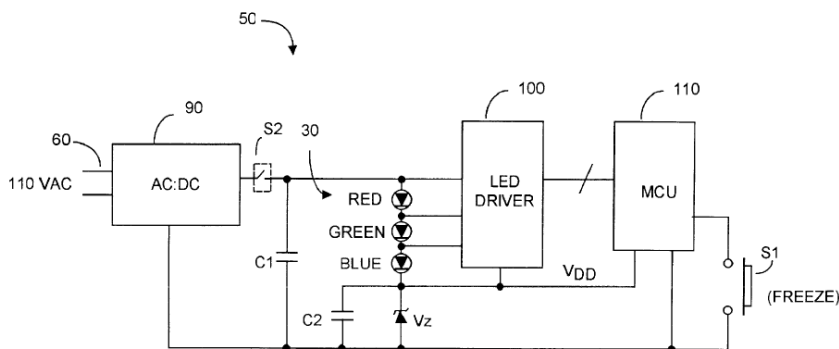 50
100
110
90
60
S2
30
110 VAC
AC:DC
RED
GREEN
BLUE
LED
DRIVER
MCU
C1
C2
Vz
VDD
S1
(FREEZE)